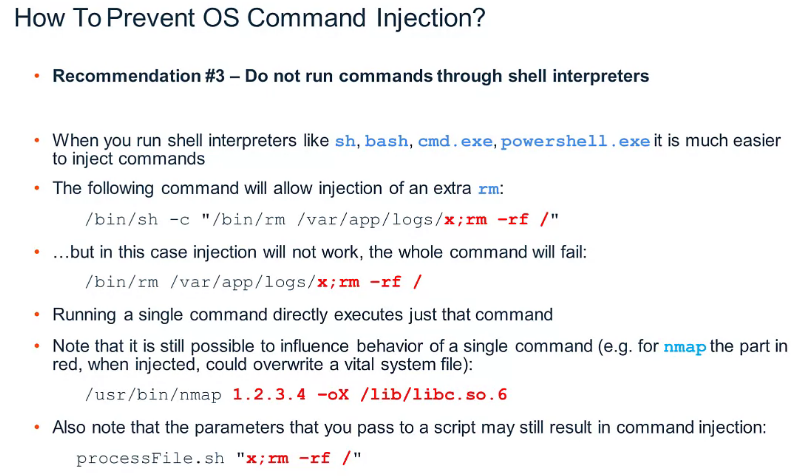 How To Prevent OS Command Injection?
• Recommendation #3 – Do not run commands through shell interpreters
• When you run shell interpreters like sh, bash, cmd.exe, powershell.exe it is much easier
to inject commands
• The following command will allow injection of an extra rm:
/bin/sh -c "/bin/rm /var/app/logs/x;rm –rf /"
• …but in this case injection will not work, the whole command will fail:
/bin/rm /var/app/logs/x;rm –rf /
• Running a single command directly executes just that command
• Note that it is still possible to influence behavior of a single command (e.g. for nmap the part in
red, when injected, could overwrite a vital system file):
/usr/bin/nmap 1.2.3.4 –oX /lib/libc.so.6
• Also note that the parameters that you pass to a script may still result in command injection:
processFile.sh "x;rm –rf /"